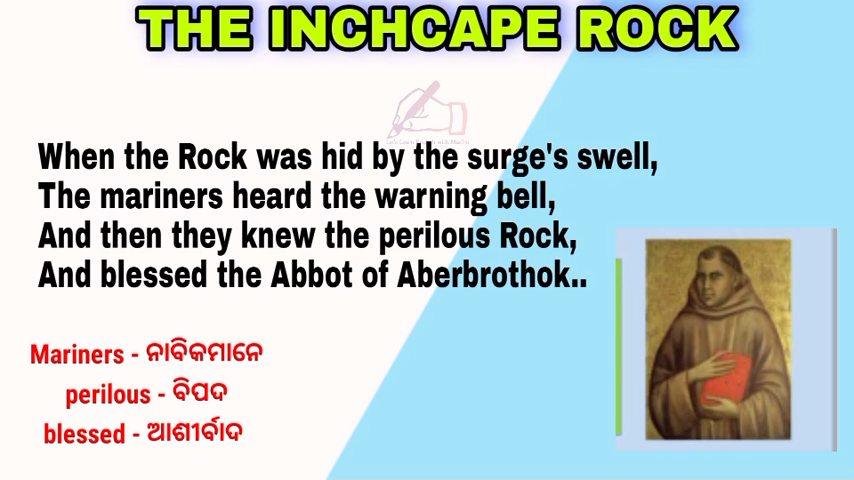 THE INCHCAPE ROCK
When the Rock was hid by the surge's swell,
The mariners heard the warning bell,
And then they knew the perilous Rock,
And blessed the Abbot of Aberbrothok..
Mariners - ନାବିକମାନେ
perilous - ବିପଦ
blessed - ଆଶୀର୍ବାଦ